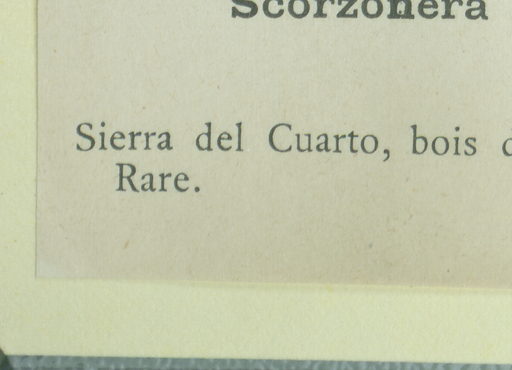 Scorzonera
Sierra del Cuarto, bois
Rare.